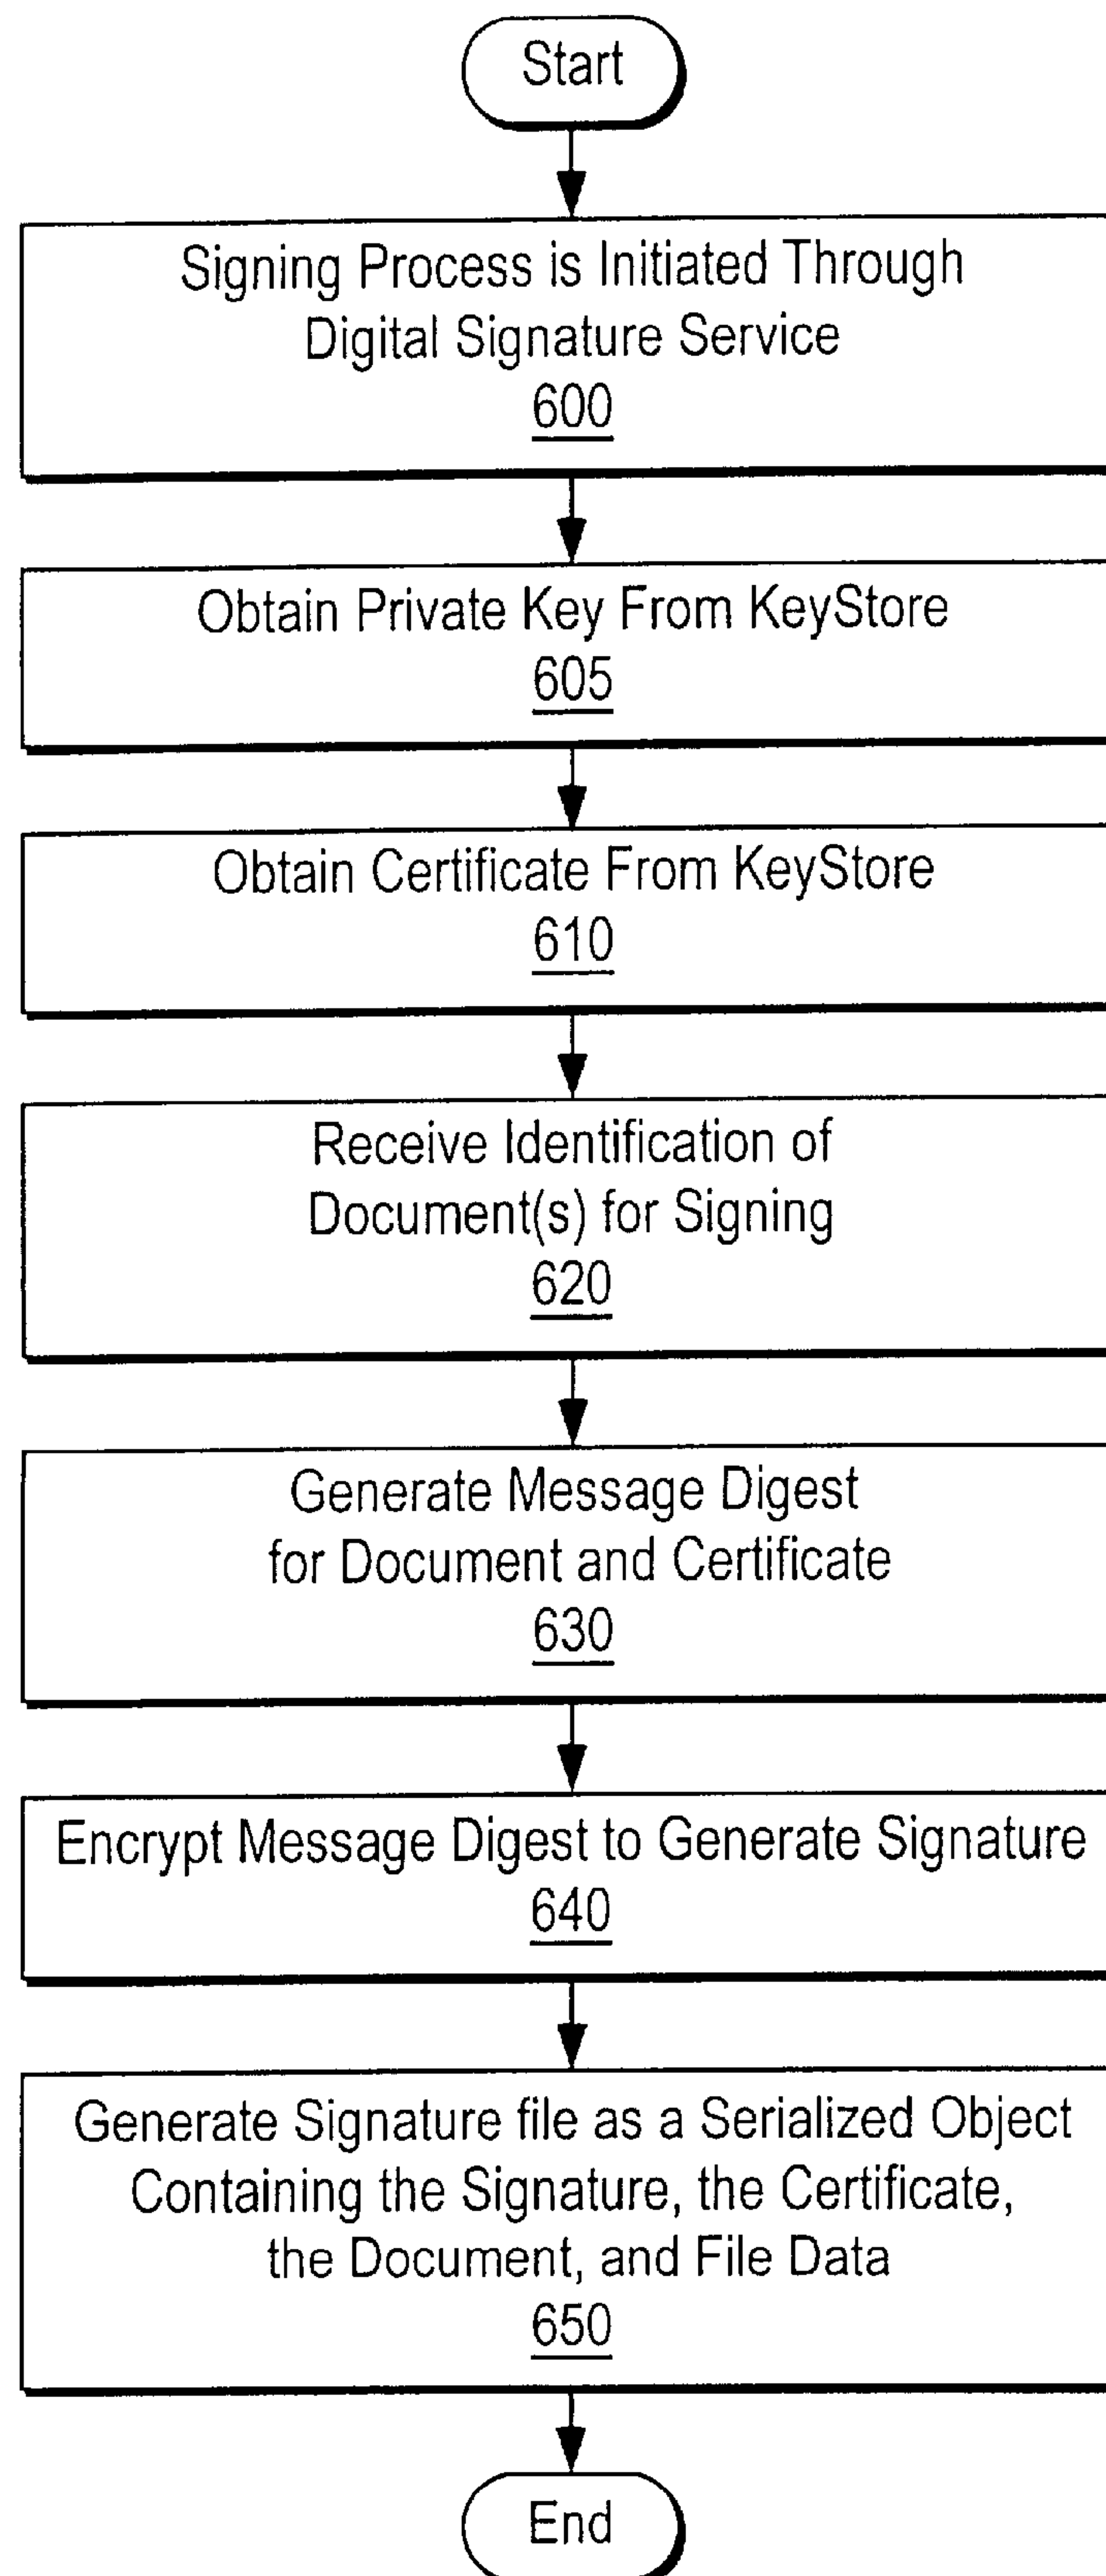 Start
Signing Process is Initiated Through
Digital Signature Service
600
Obtain Private Key From KeyStore
605
Obtain Certificate From KeyStore
610
Receive Identification of
Document(s) for Signing
620
Generate Message Digest
for Document and Certificate
630
Encrypt Message Digest to Generate Signature
640
Generate Signature file as a Serialized Object
Containing the Signature, the Certificate,
the Document, and File Data
650
End